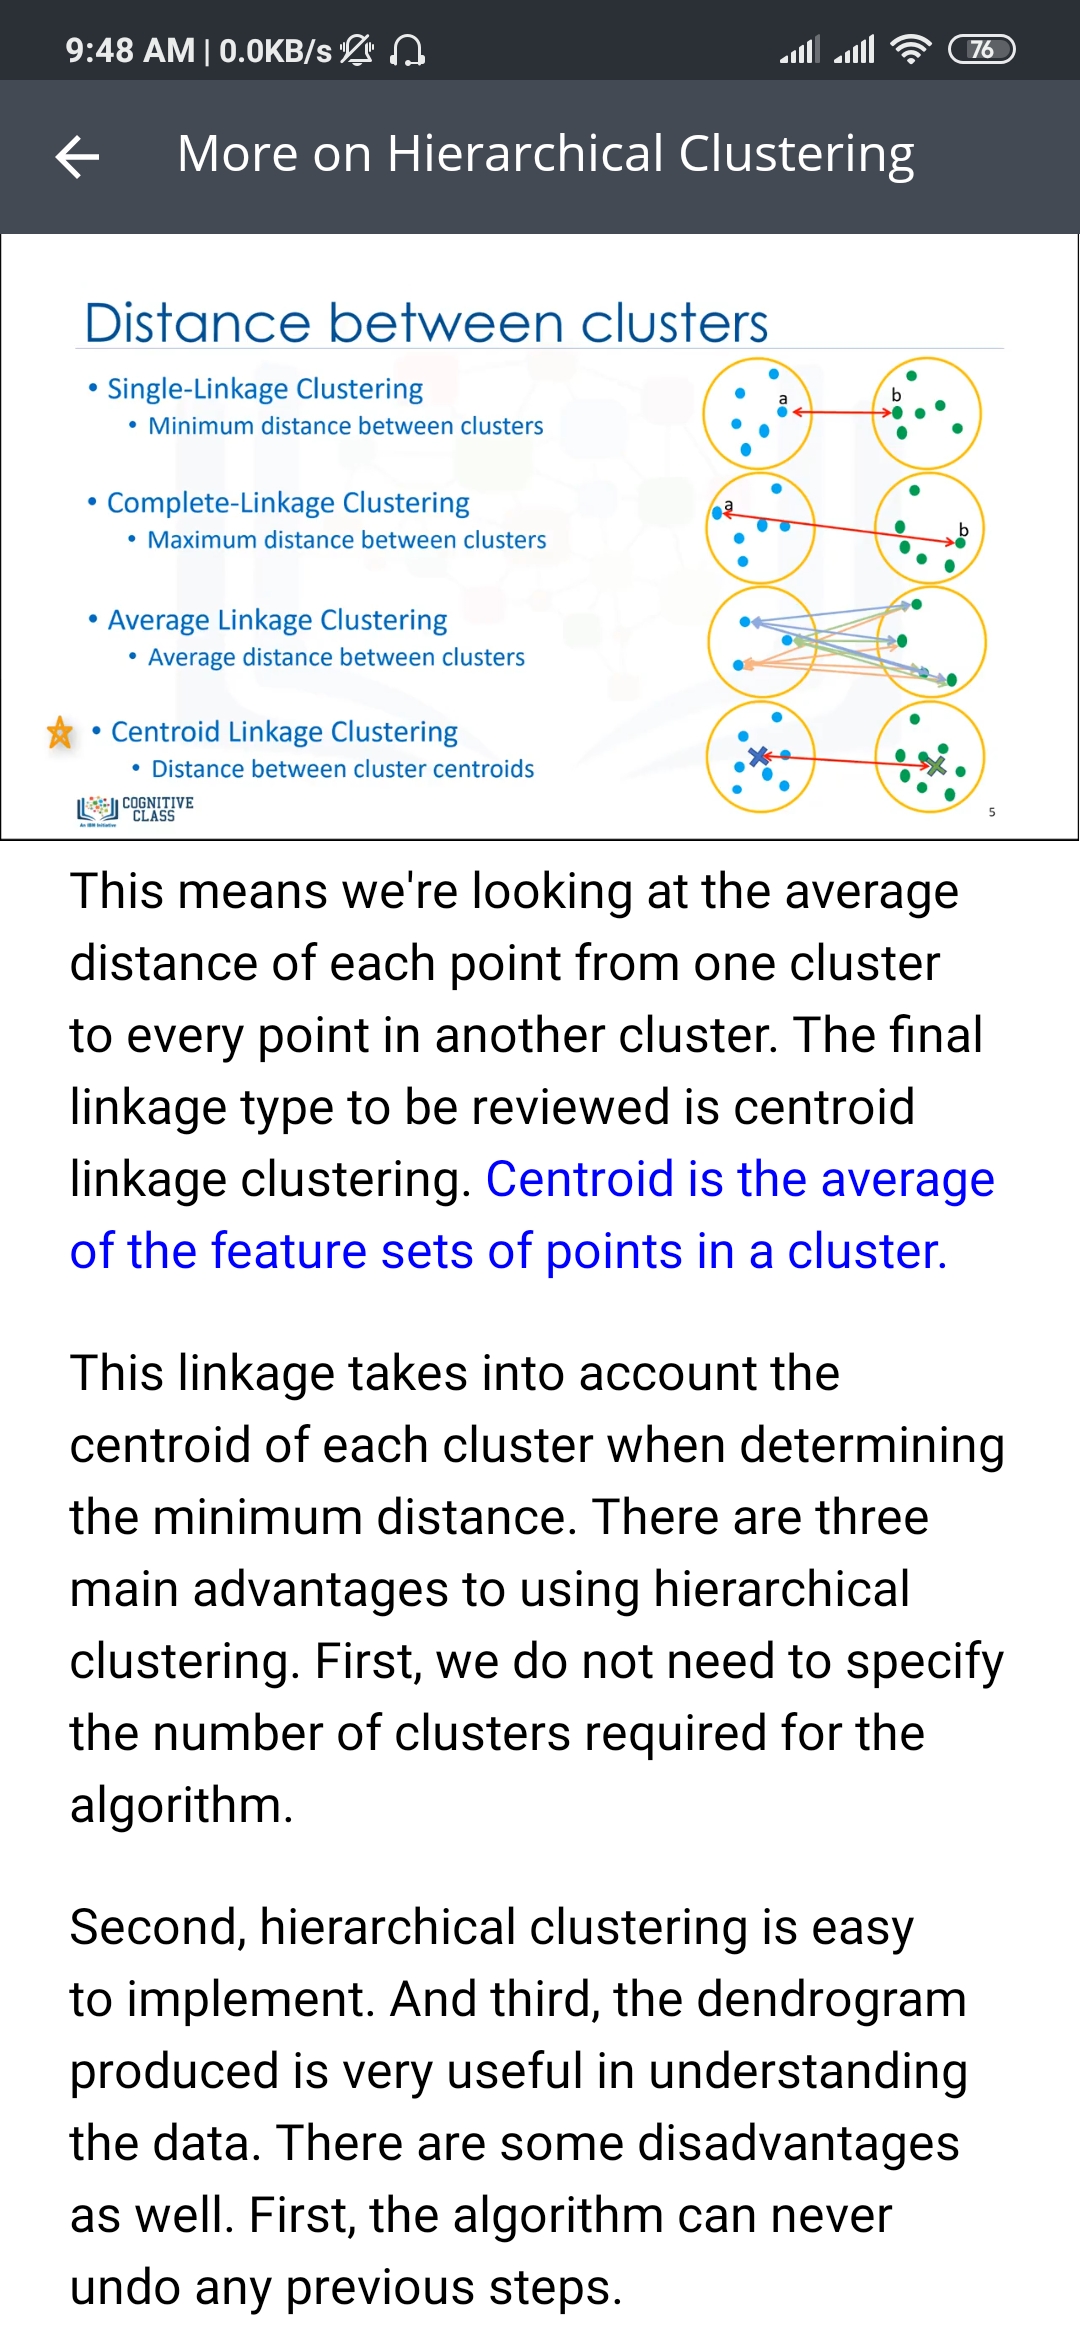 9:48 AM | 0.0KB/s
76
More on Hierarchical Clustering
Distance between clusters
• Single-Linkage Clustering
• Minimum distance between clusters
a
b
• Complete-Linkage Clustering
• Maximum distance between clusters
a
b
• Average Linkage Clustering
• Average distance between clusters
• Centroid Linkage Clustering
• Distance between cluster centroids
COGNITIVE
CLASS
An IBM Initiative
5
This means we're looking at the average
distance of each point from one cluster
to every point in another cluster. The final
linkage type to be reviewed is centroid
linkage clustering. Centroid is the average
of the feature sets of points in a cluster.
This linkage takes into account the
centroid of each cluster when determining
the minimum distance. There are three
main advantages to using hierarchical
clustering. First, we do not need to specify
the number of clusters required for the
algorithm.
Second, hierarchical clustering is easy
to implement. And third, the dendrogram
produced is very useful in understanding
the data. There are some disadvantages
as well. First, the algorithm can never
undo any previous steps.